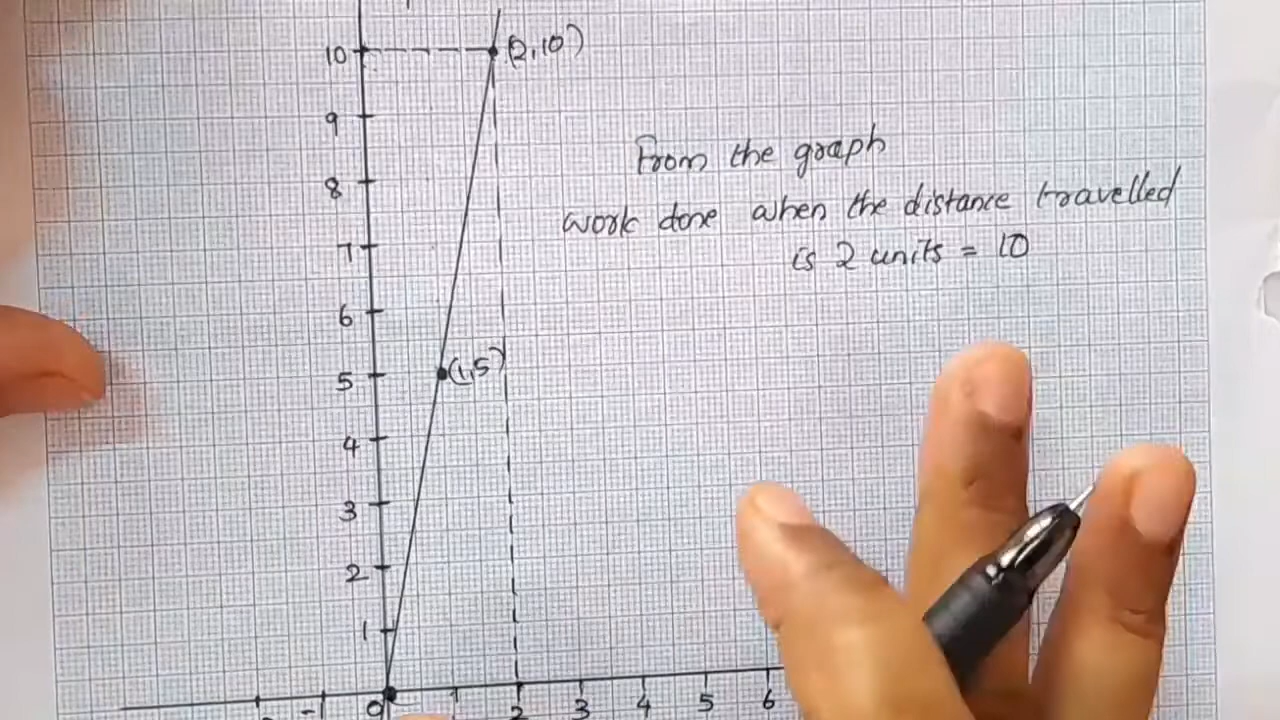 10 (2,10)
9
8
7
6
5 (1,5)
4
3
2
1
-1 0 2 3 4 5 6
From the graph
work done when the distance travelled
is 2 units = 10